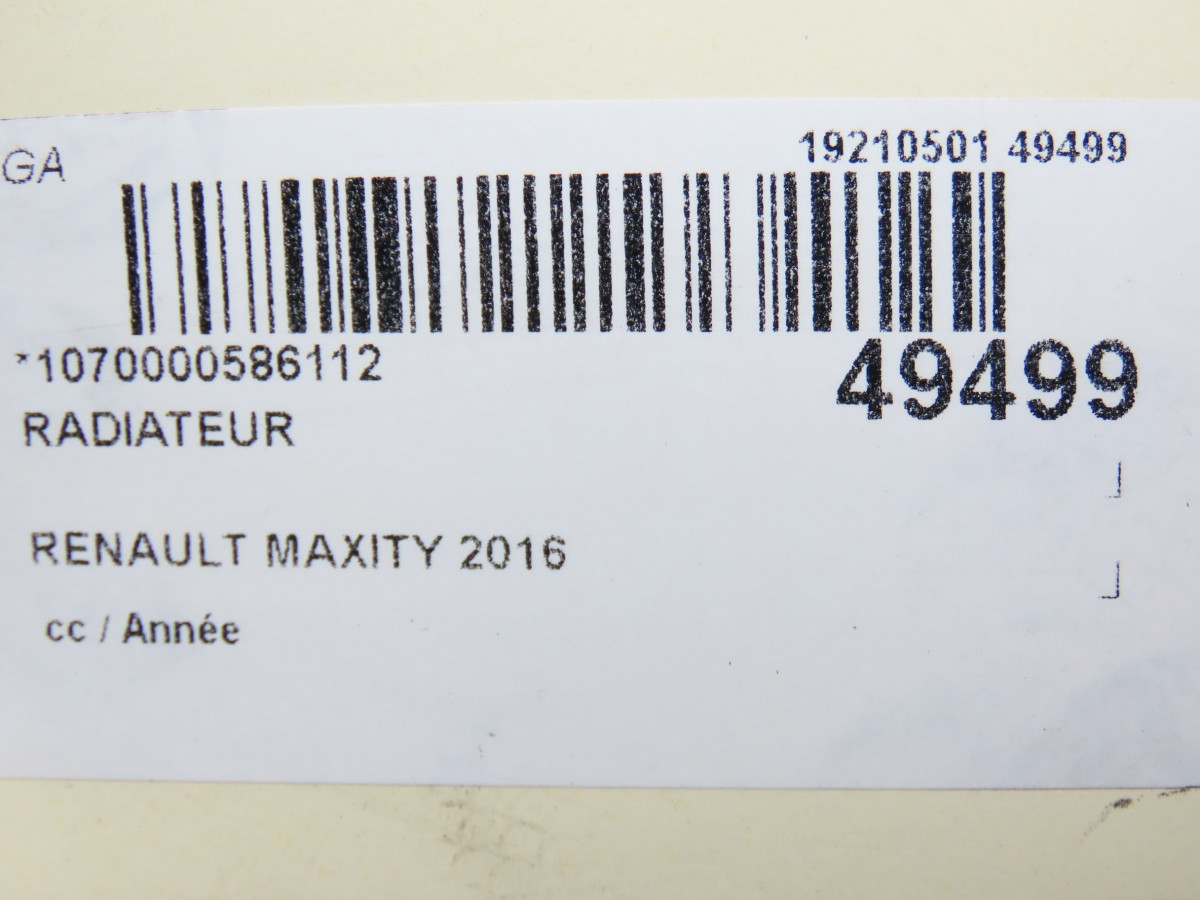 GA
19210501 49499
*1070000586112
49499
RADIATEUR
RENAULT MAXITY 2016
cc / Année